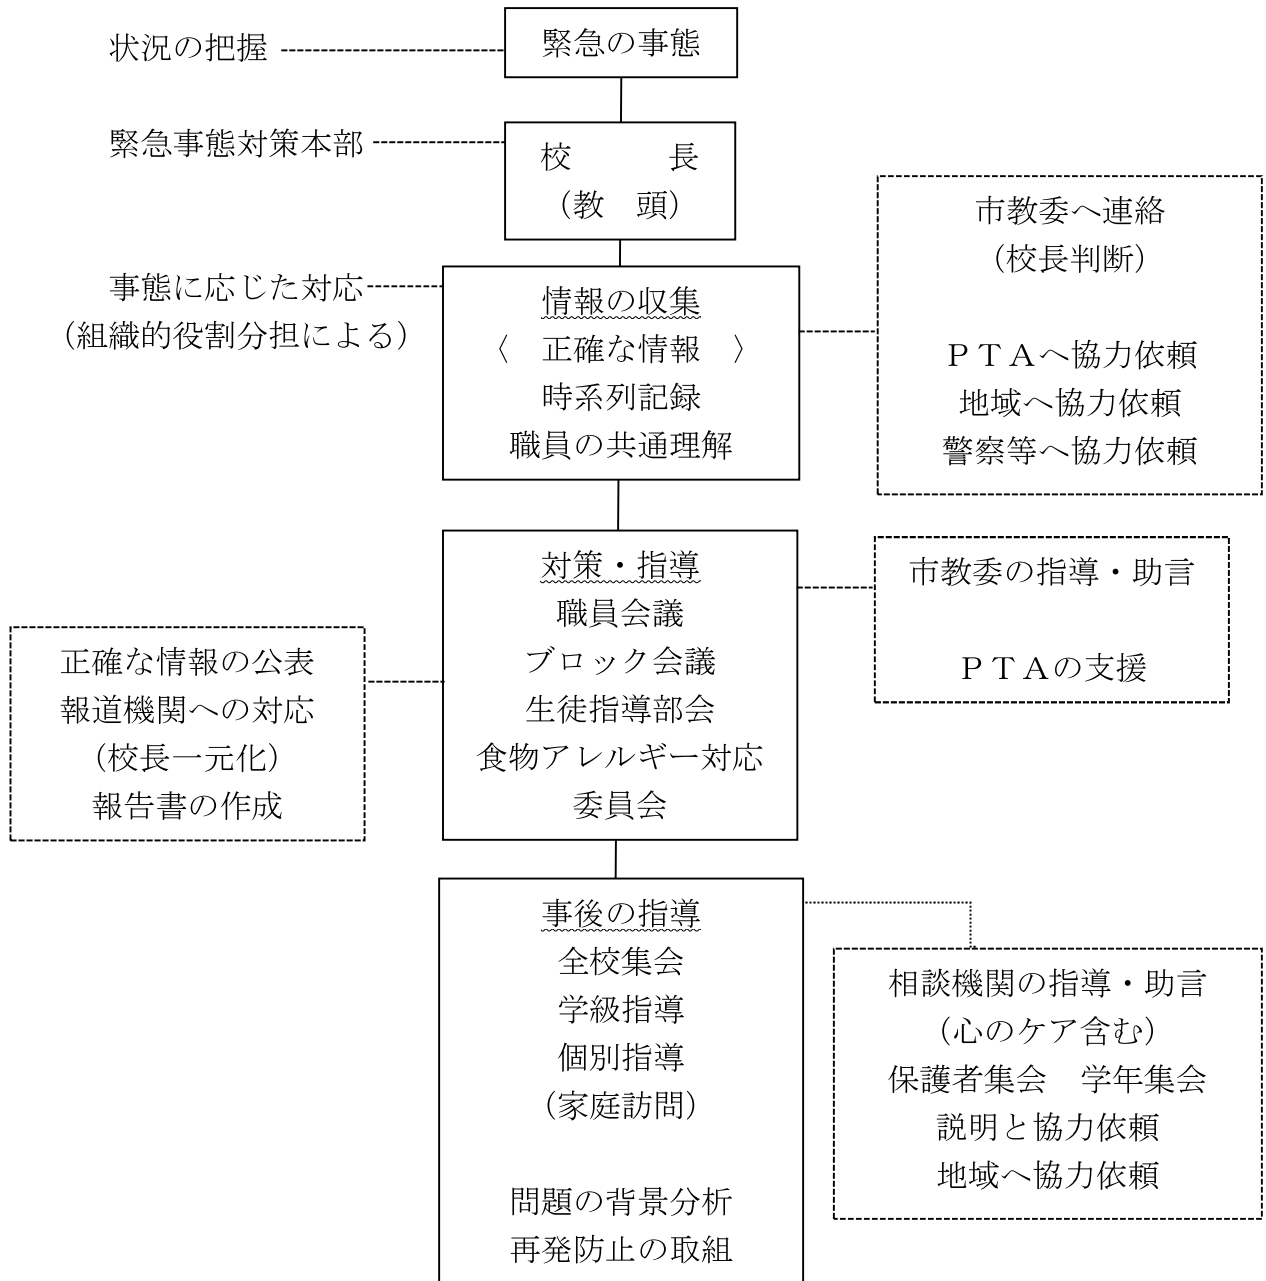 状況の把握
緊急の事態
緊急事態対策本部
校　　　長
（教　頭）
事態に応じた対応
（組織的役割分担による）
情報の収集
〈　正確な情報　〉
時系列記録
職員の共通理解
市教委へ連絡
（校長判断）
ＰＴＡへ協力依頼
地域へ協力依頼
警察等へ協力依頼
対策・指導
職員会議
ブロック会議
生徒指導部会
食物アレルギー対応
委員会
市教委の指導・助言
ＰＴＡの支援
正確な情報の公表
報道機関への対応
（校長一元化）
報告書の作成
事後の指導
全校集会
学級指導
個別指導
（家庭訪問）
問題の背景分析
再発防止の取組
相談機関の指導・助言
（心のケア含む）
保護者集会　学年集会
説明と協力依頼
地域へ協力依頼